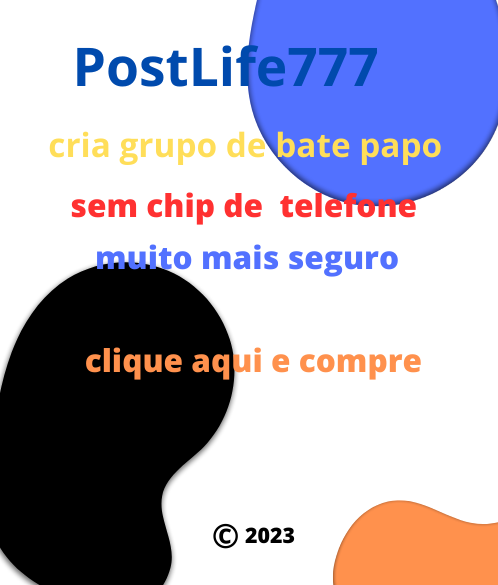 PostLife777
cria grupo de bate papo
sem chip de telefone
muito mais seguro
clique aqui e compre
© 2023